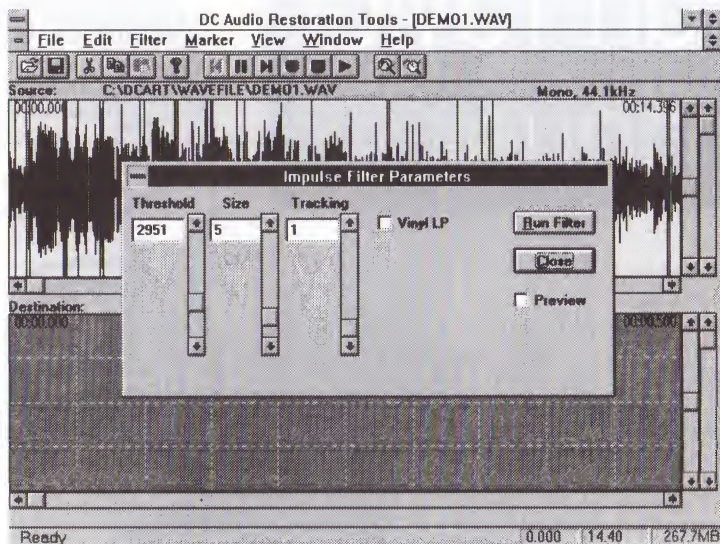 DC Audio Restoration Tools - [DEMO1.WAV]
File Edit Filter Marker View Window Help
Source: C:\DCART\WAVEFILE\DEMO1.WAV Mono, 44.1kHz
00:00.000 00:14.396
Impulse Filter Parameters
Threshold Size Tracking
2951 5 1 Vinyl LP Run Filter
Close
Preview
Destination:
00:00.000 00:00.500
Ready 0.000 14.40 267.7MB